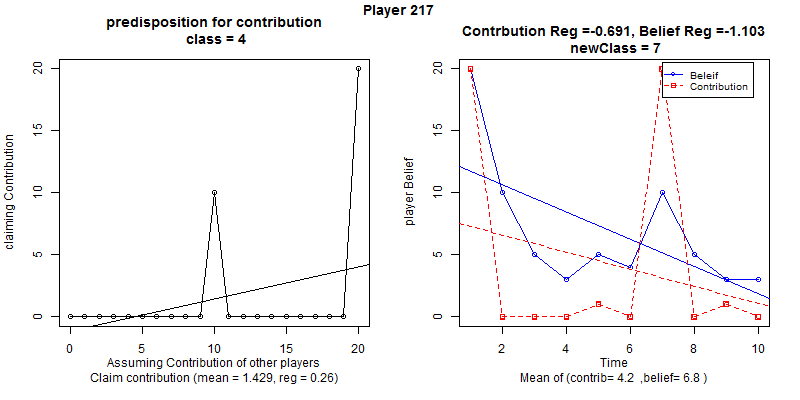 Player 217
predisposition for contribution
class = 4
claiming Contribution
20
15
10
5
0
0 5 10 15 20
Assuming Contribution of other players
Claim contribution (mean = 1.429, reg = 0.26)
Contrbution Reg =-0.691, Belief Reg =-1.103
newClass = 7
Beleif
Contribution
player Belief
20
15
10
5
0
2 4 6 8 10
Time
Mean of (contrib= 4.2 ,belief= 6.8 )